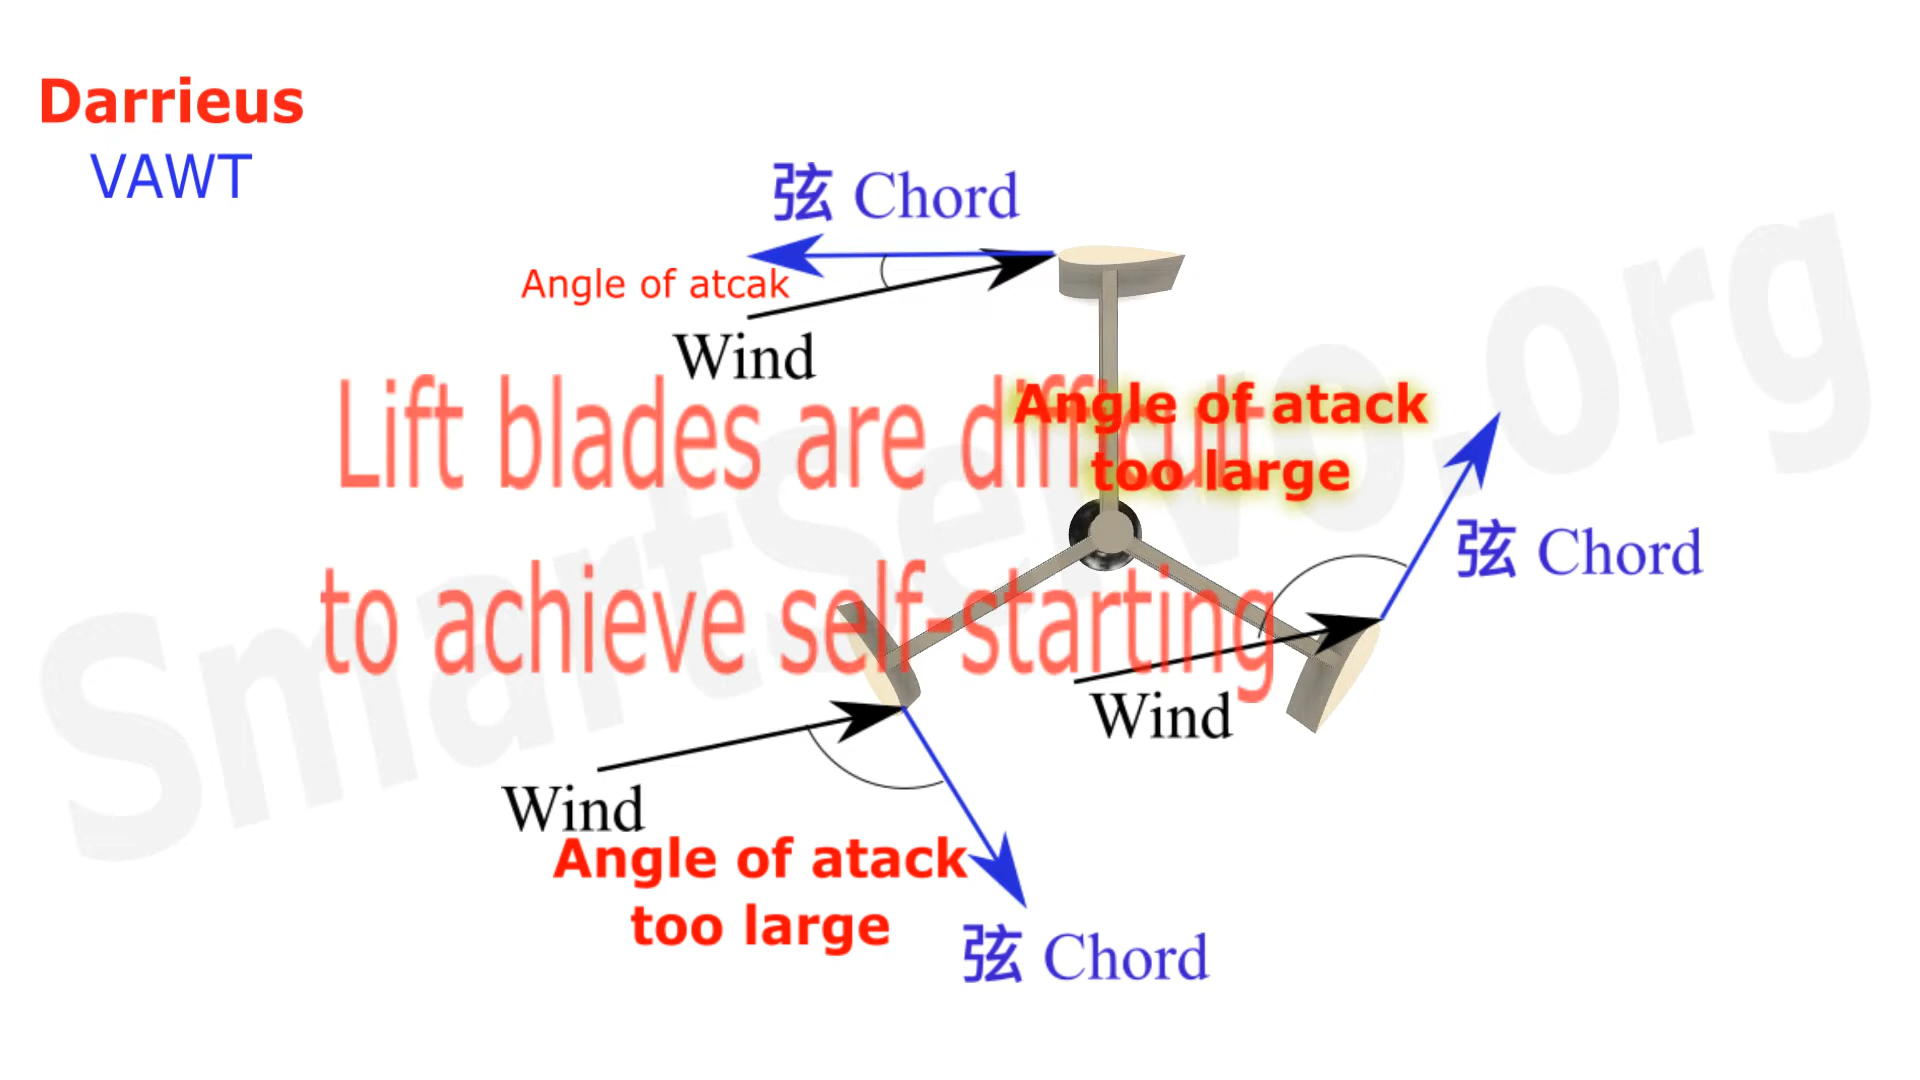 Darrieus
VAWT
弦 Chord
Angle of atcak
Wind
Lift blades are difficult
Angle of atack
too large
弦 Chord
to achieve self-starting
Wind
Wind
Angle of atack
too large
弦 Chord
SmartServo.org